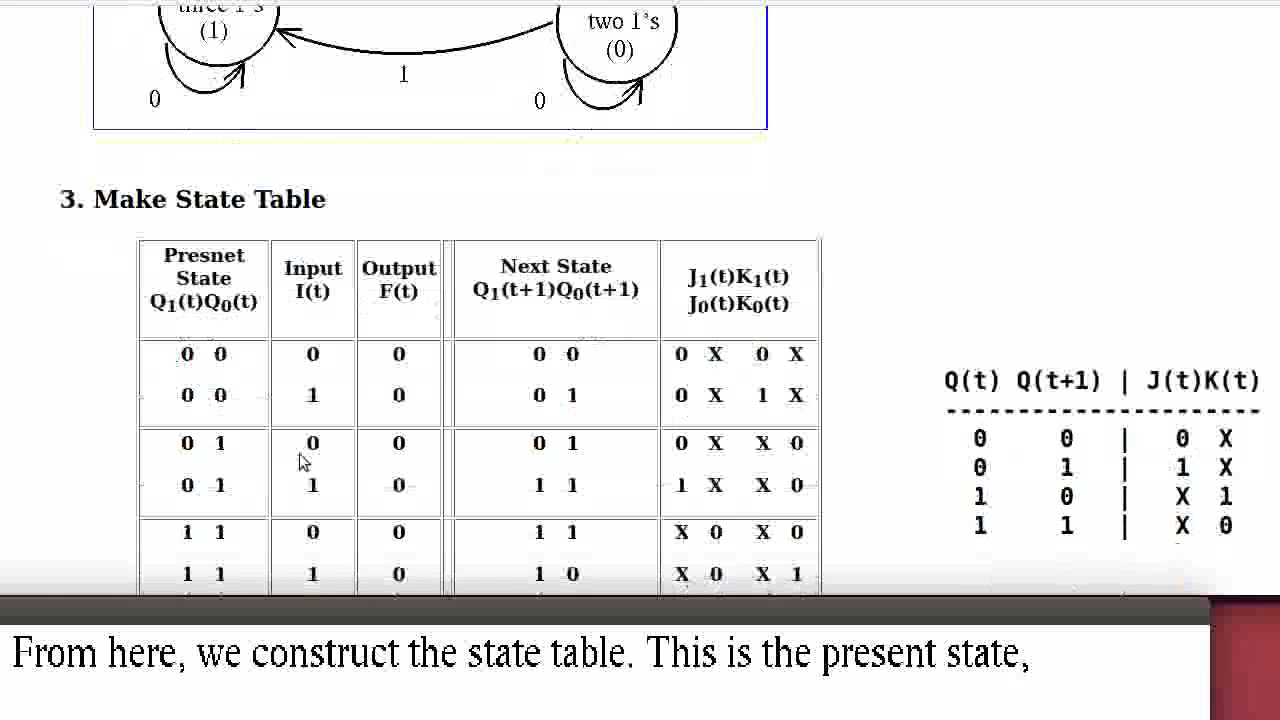 three 1's
(1)
two 1's
(0)
1
0
0
3. Make State Table
Presnet State Q1(t)Q0(t) Input I(t) Output F(t) Next State Q1(t+1)Q0(t+1) J1(t)K1(t) J0(t)K0(t)
0 0 0 0 0 0 0 X 0 X
0 0 1 0 0 1 0 X 1 X
0 1 0 0 0 1 0 X X 0
0 1 1 0 1 1 1 X X 0
1 1 0 0 1 1 X 0 X 0
1 1 1 0 1 0 X 0 X 1
Q(t) Q(t+1) | J(t)K(t)
----------------------
0 0 | 0 X
0 1 | 1 X
1 0 | X 1
1 1 | X 0
From here, we construct the state table. This is the present state,